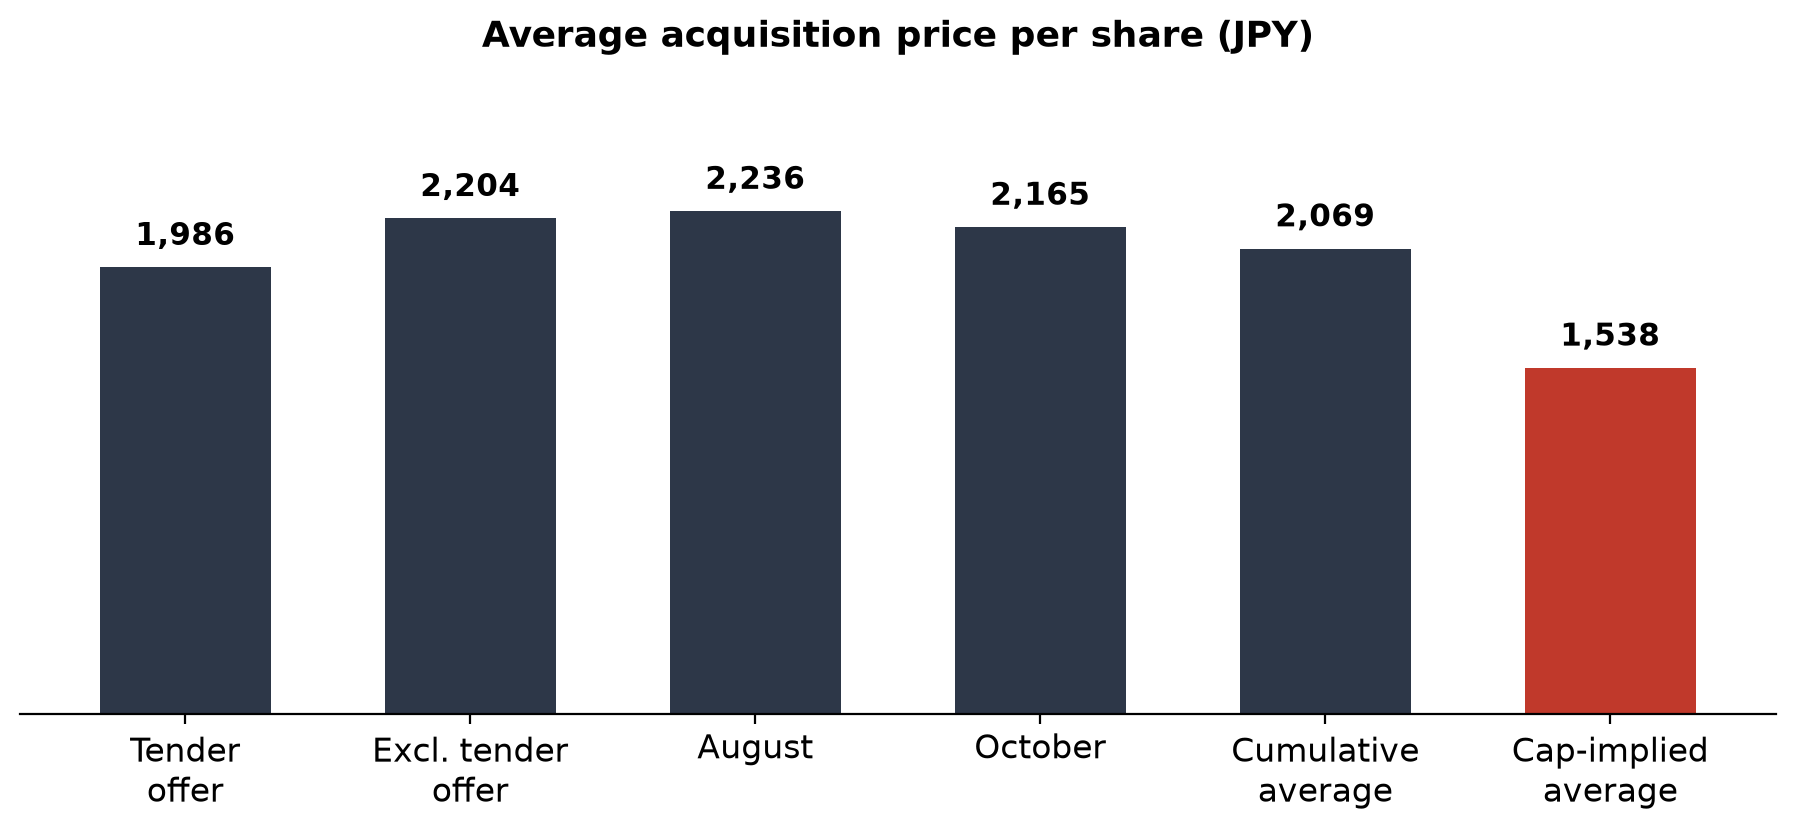 Average acquisition price per share (JPY)
1,986
2,204
2,236
2,165
2,069
1,538
Tender
offer
Excl. tender
offer
August
October
Cumulative
average
Cap-implied
average